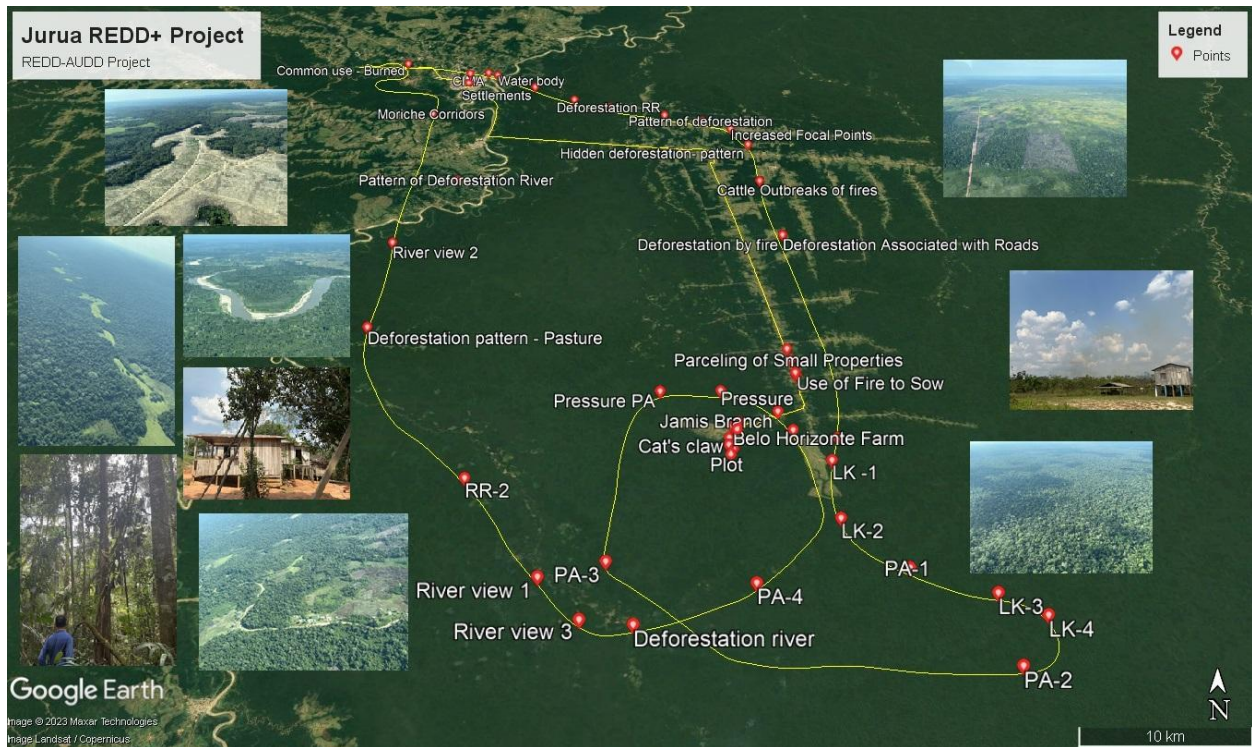 Jurua REDD+ Project
REDD-AUDD Project
Legend
Points
Common use - Burned
CIMA
Water body
Settlements
Deforestation RR
Moriche Corridors
Pattern of deforestation
Increased Focal Points
Hidden deforestation- pattern
Pattern of Deforestation River
Cattle Outbreaks of fires
River view 2
Deforestation by fire Deforestation Associated with Roads
Deforestation pattern - Pasture
Parceling of Small Properties
Use of Fire to Sow
Pressure PA
Pressure
Jamis Branch
Belo Horizonte Farm
Cat's claw
Plot
LK -1
RR-2
LK-2
PA-3
PA-1
River view 1
PA-4
LK-3
River view 3
Deforestation river
LK-4
PA-2
Google Earth
Image © 2023 Maxar Technologies
Image Landsat / Copernicus
N
10 km